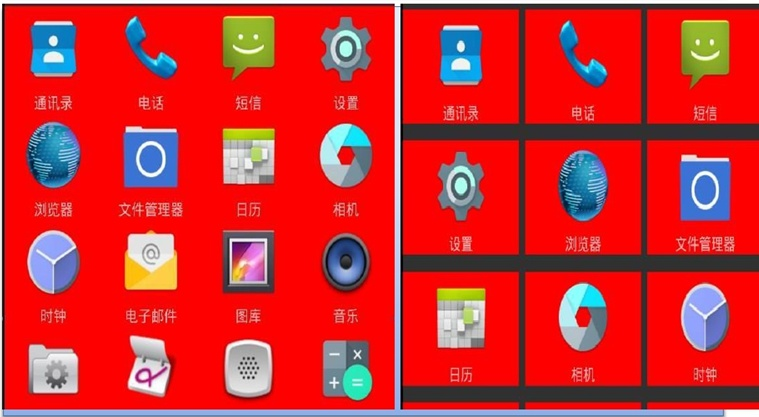 通讯录 电话 短信 设置
浏览器 文件管理器 日历 相机
时钟 电子邮件 图库 音乐
通讯录 电话 短信
设置 浏览器 文件管理器
日历 相机 时钟